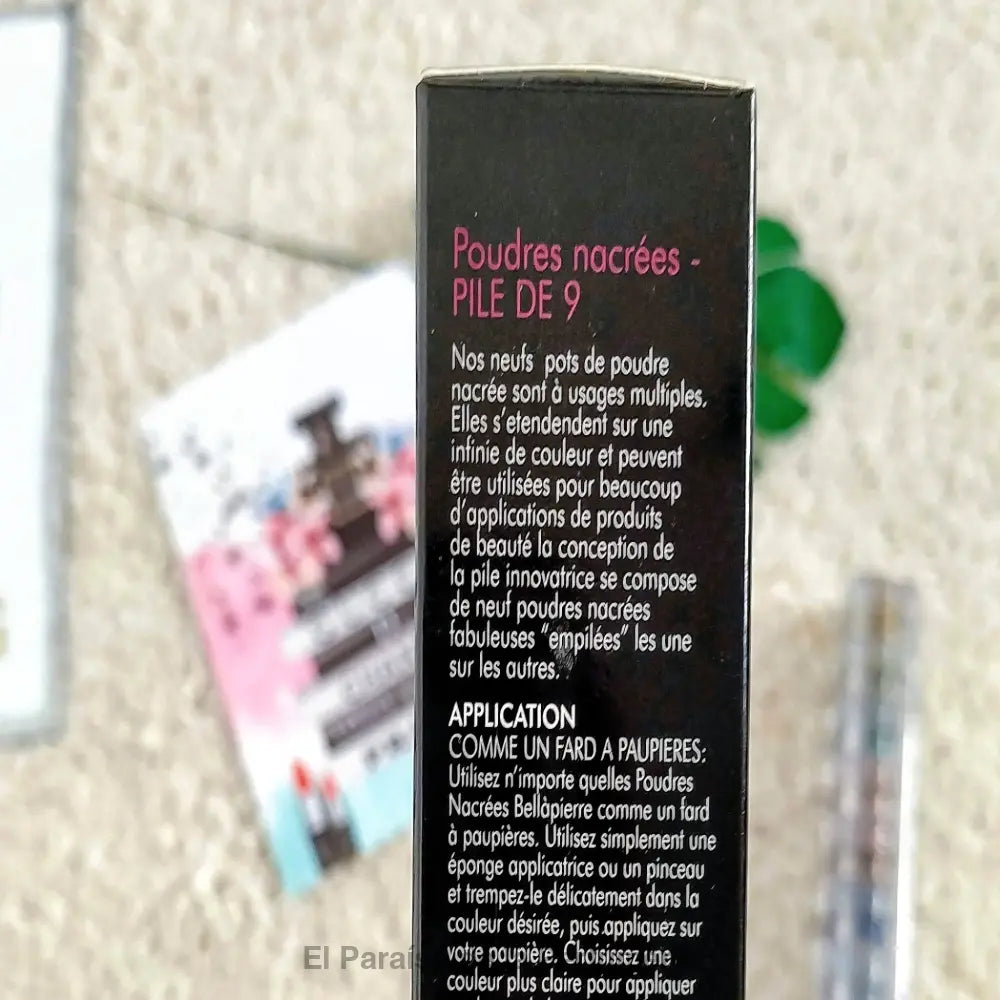 Poudres nacrées -
PILE DE 9
Nos neufs pots de poudre
nacrée sont à usages multiples.
Elles s'etendendent sur une
infinie de couleur et peuvent
être utilisées pour beaucoup
d'applications de produits
de beauté la conception de
la pile innovatrice se compose
de neuf poudres nacrées
fabuleuses "empilées" les une
sur les autres.
APPLICATION
COMME UN FARD A PAUPIERES:
Utilisez n'importe quelles Poudres
Nacrées Bellàpierre comme un fard
à paupières. Utilisez simplement une
éponge applicatrice ou un pinceau
et trempez-le délicatement dans la
couleur désirée, puis appliquez sur
votre paupière. Choisissez une
couleur plus claire pour appliquer
El Paraí